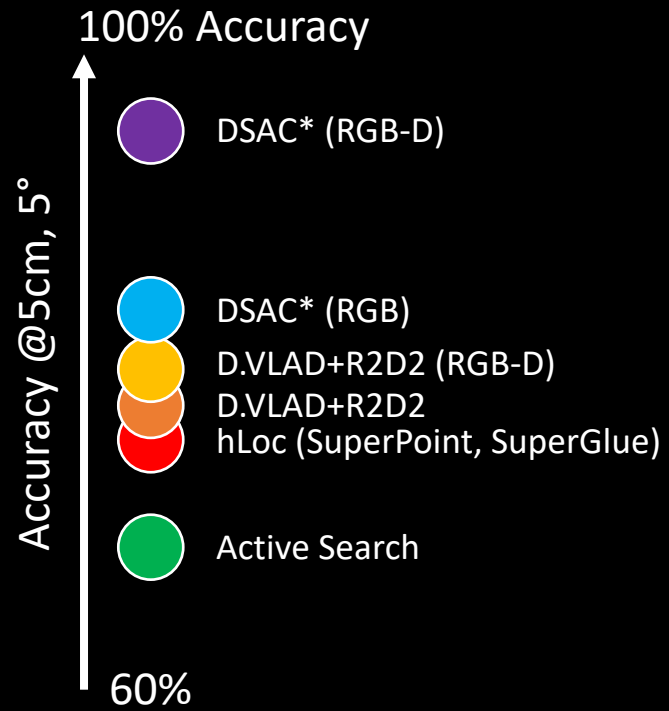 100% Accuracy
DSAC* (RGB-D)
Accuracy @5cm, 5°
DSAC* (RGB)
D.VLAD+R2D2 (RGB-D)
D.VLAD+R2D2
hLoc (SuperPoint, SuperGlue)
Active Search
60%